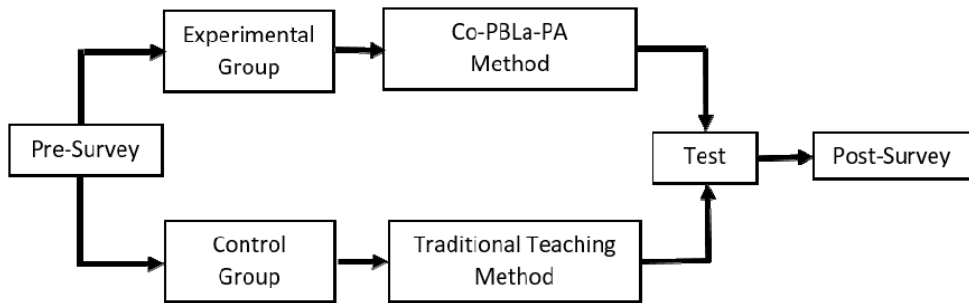 Experimental
Group
Co-PBLa-PA
Method
Pre-Survey
Test
Post-Survey
Control
Group
Traditional Teaching
Method